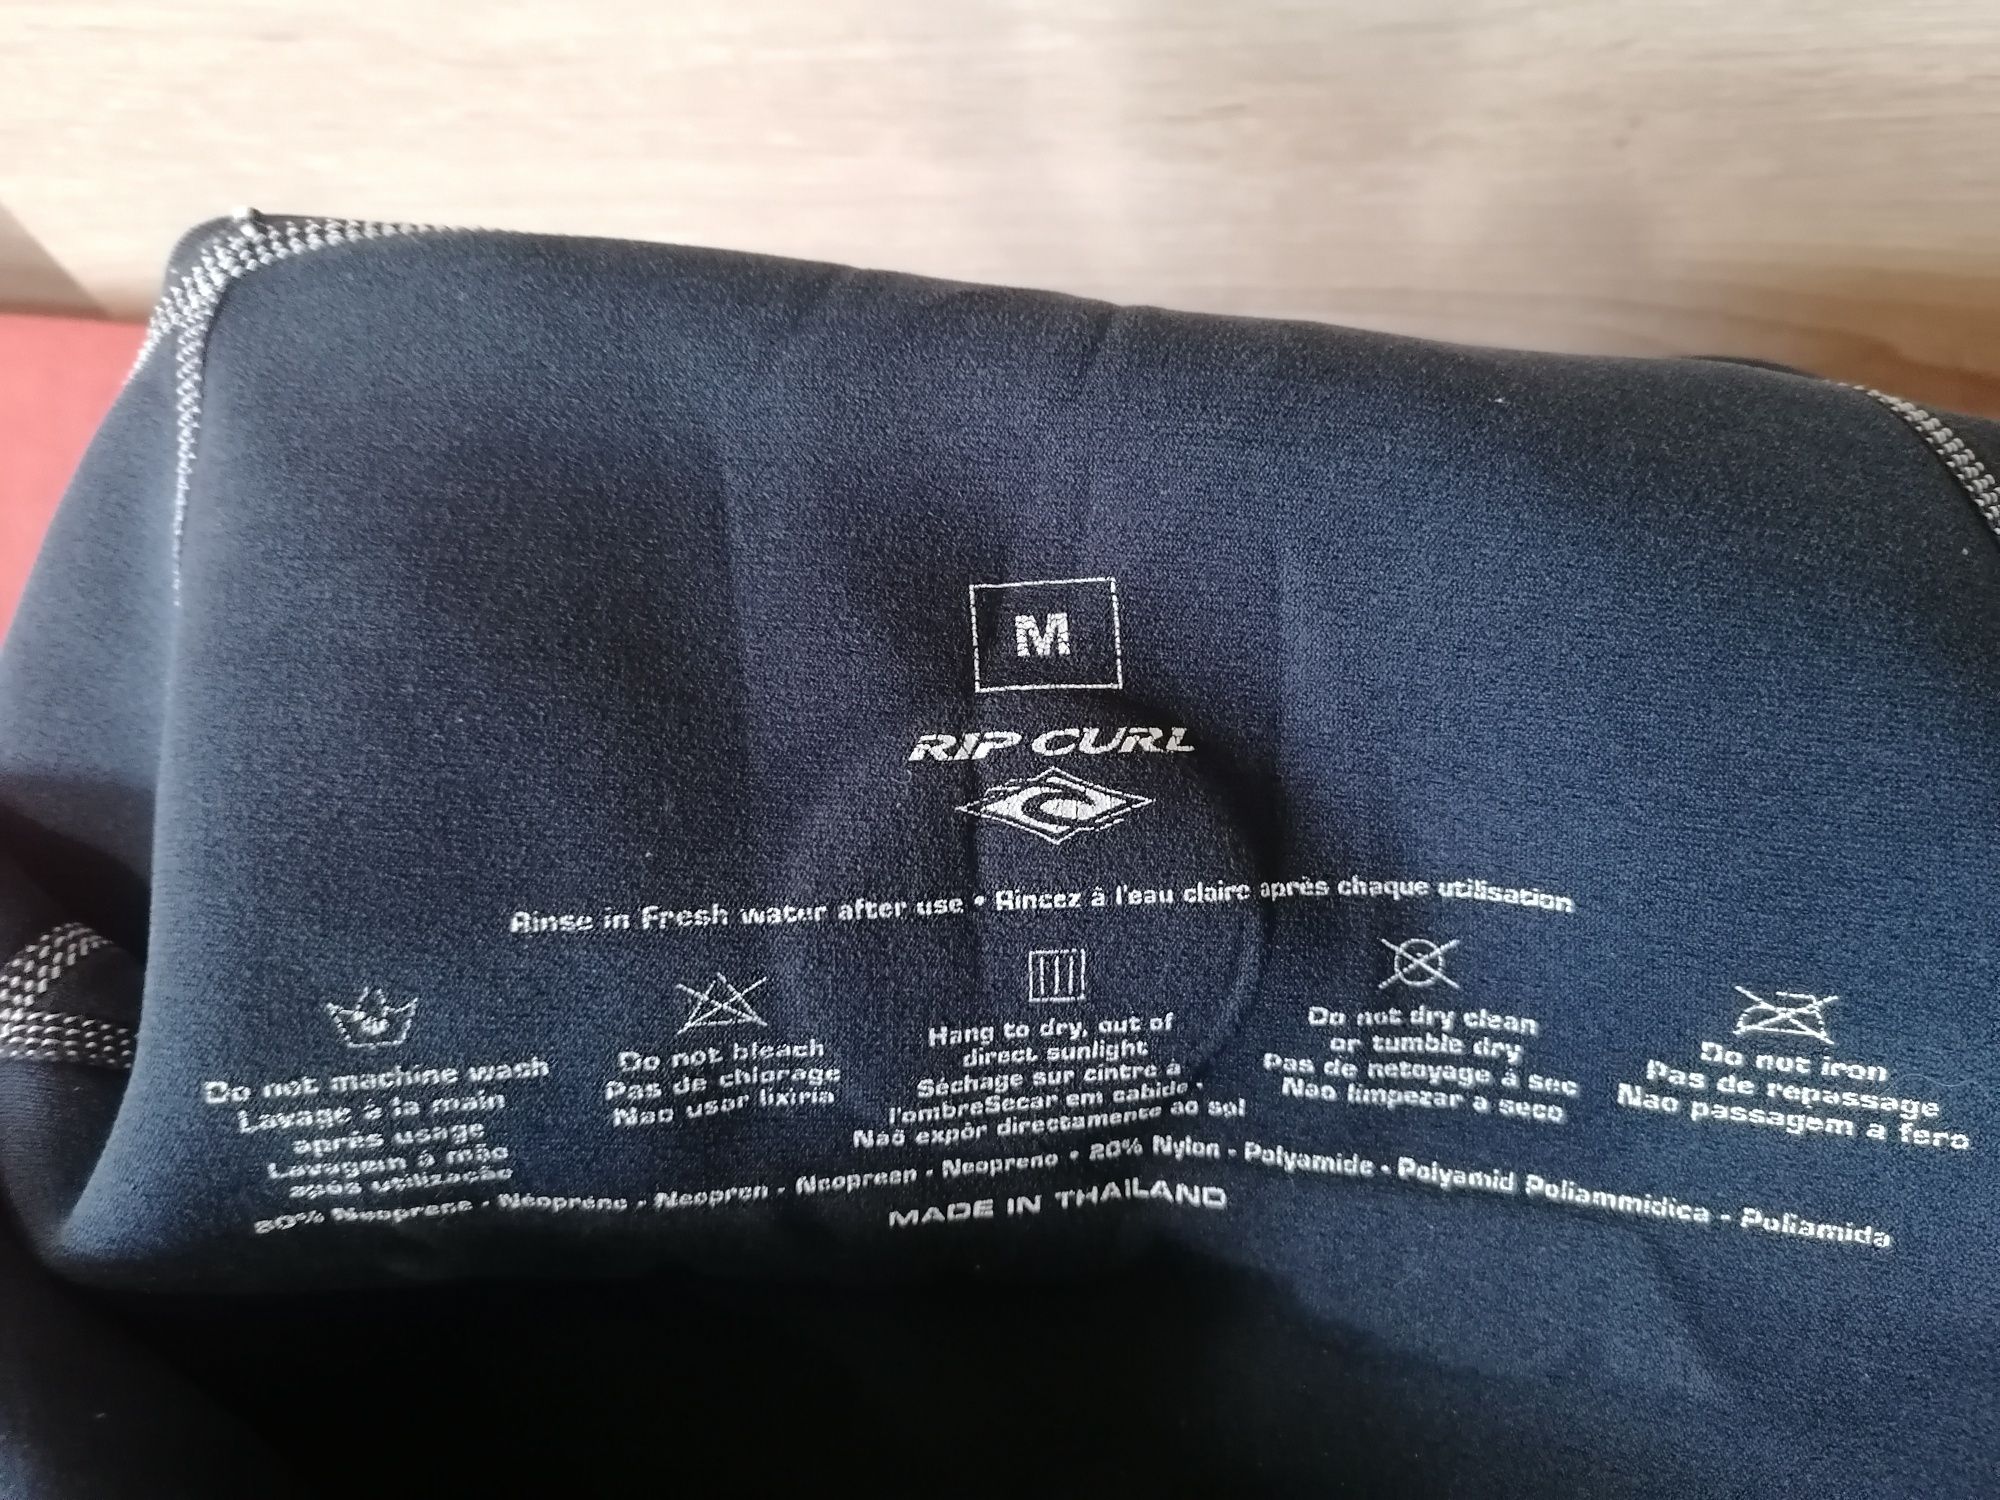 M
RIP CURL
Rinse in Fresh water after use • Rincez à l'eau claire après chaque utilisation
Do not machine wash
Lavage à la main
après usage
Lavagem à mão
após utilização
Do not bleach
Pas de chlorage
Nao usar lixiria
Hang to dry, out of
direct sunlight
Séchage sur cintre à
l'ombreSecar em cabide •
Não expôr directamente ao sol
Do not dry clean
or tumble dry
Pas de netoyage à sec
Nao limpezar a seco
Do not iron
Pas de repassage
Nao passagem a fero
80% Neoprene - Néoprène - Neopren - Neopreen - Neopreno • 20% Nylon - Polyamide - Polyamid Poliammidica - Poliamida
MADE IN THAILAND